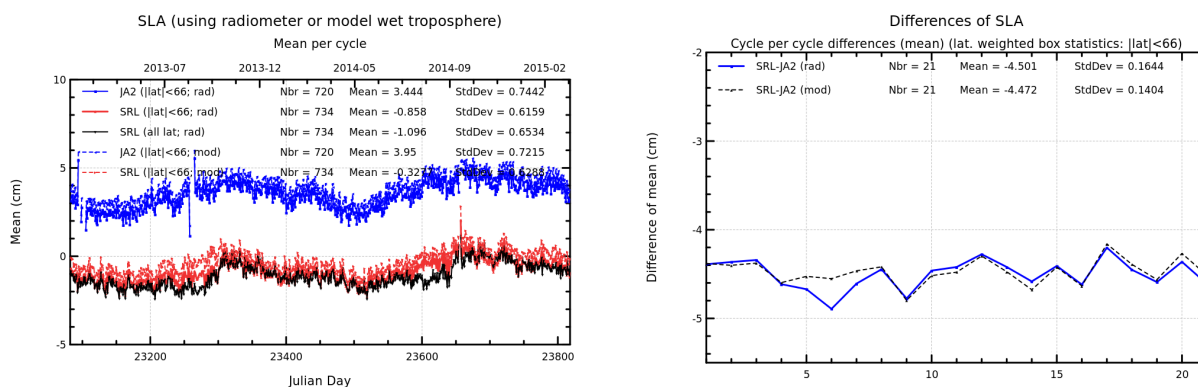 SLA (using radiometer or model wet troposphere)
Mean per cycle
2013-07 2013-12 2014-05 2014-09 2015-02
10
5
0
-5
Mean (cm)
JA2 (|lat|<66; rad) Nbr = 720 Mean = 3.444 StdDev = 0.7442
SRL (|lat|<66; rad) Nbr = 734 Mean = -0.858 StdDev = 0.6159
SRL (all lat; rad) Nbr = 734 Mean = -1.096 StdDev = 0.6534
JA2 (|lat|<66; mod) Nbr = 720 Mean = 3.95 StdDev = 0.7215
SRL (|lat|<66; mod) Nbr = 734 Mean =
23200 23400 23600 23800
Julian Day
Differences of SLA
Cycle per cycle differences (mean) (lat. weighted box statistics: |lat|<66)
-2
-3
-4
-5
Difference of mean (cm)
SRL-JA2 (rad) Nbr = 21 Mean = -4.501 StdDev = 0.1644
SRL-JA2 (mod) Nbr = 21 Mean = -4.472 StdDev = 0.1404
5 10 15 20